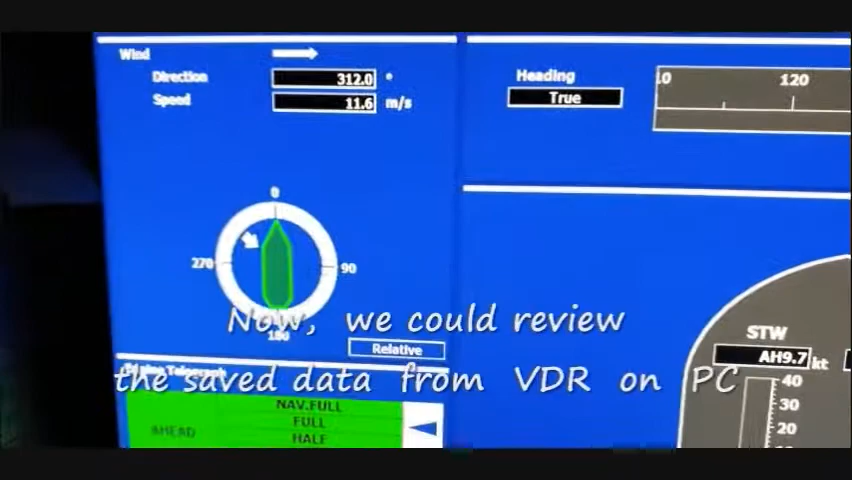 Wind
Direction 312.0 °
Speed 11.6 m/s
Heading
True
120
0
270
90
180
Relative
Now, we could review
the saved data from VDR on PC
STW
AH9.7 kt
40
30
20
NAV.FULL
FULL
AHEAD
HALF